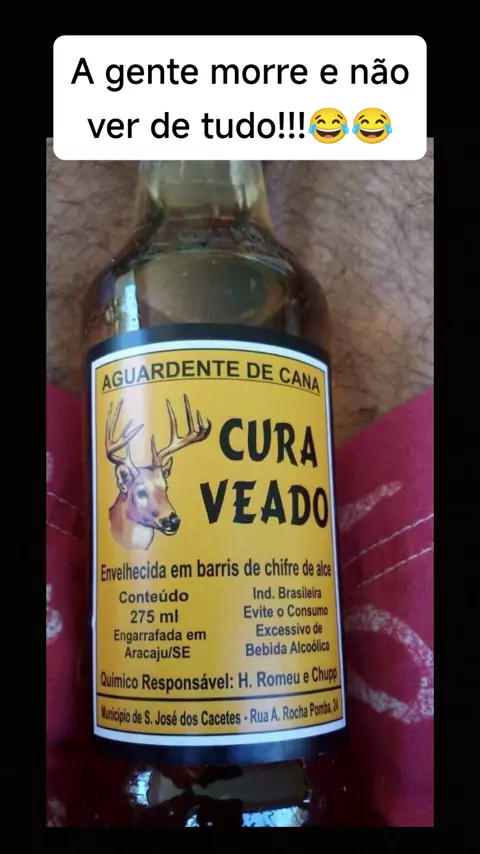 A gente morre e não
ver de tudo!!!😂😂
AGUARDENTE DE CANA
CURA
VEADO
Envelhecida em barris de chifre de alce
Conteúdo
275 ml
Engarrafada em
Aracaju/SE
Ind. Brasileira
Evite o Consumo
Excessivo de
Bebida Alcoólica
Químico Responsável: H. Romeu e Chupp
Município de S. José dos Cacetes - Rua A. Rocha Pomba, 24